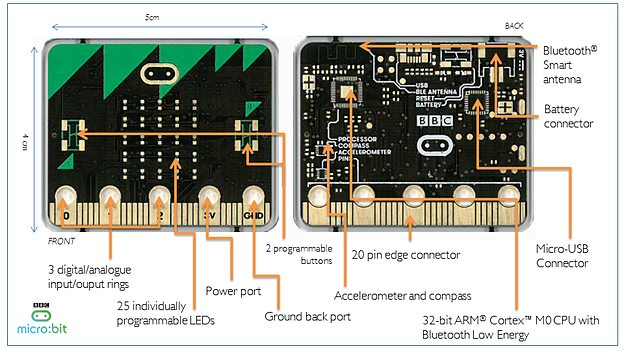 5cm
BACK
4 cm
Bluetooth®
Smart
antenna
Battery
connector
USB
BLE ANTENNA
RESET
BATTERY
BBC
PROCESSOR
COMPASS
ACCELEROMETER
PINS
0
1
2
3V
GND
FRONT
2 programmable
buttons
20 pin edge connector
Micro-USB
Connector
3 digital/analogue
input/ouput rings
Power port
Accelerometer and compass
25 individually
programmable LEDs
Ground back port
32-bit ARM® Cortex™ M0 CPU with
Bluetooth Low Energy
BBC
micro:bit